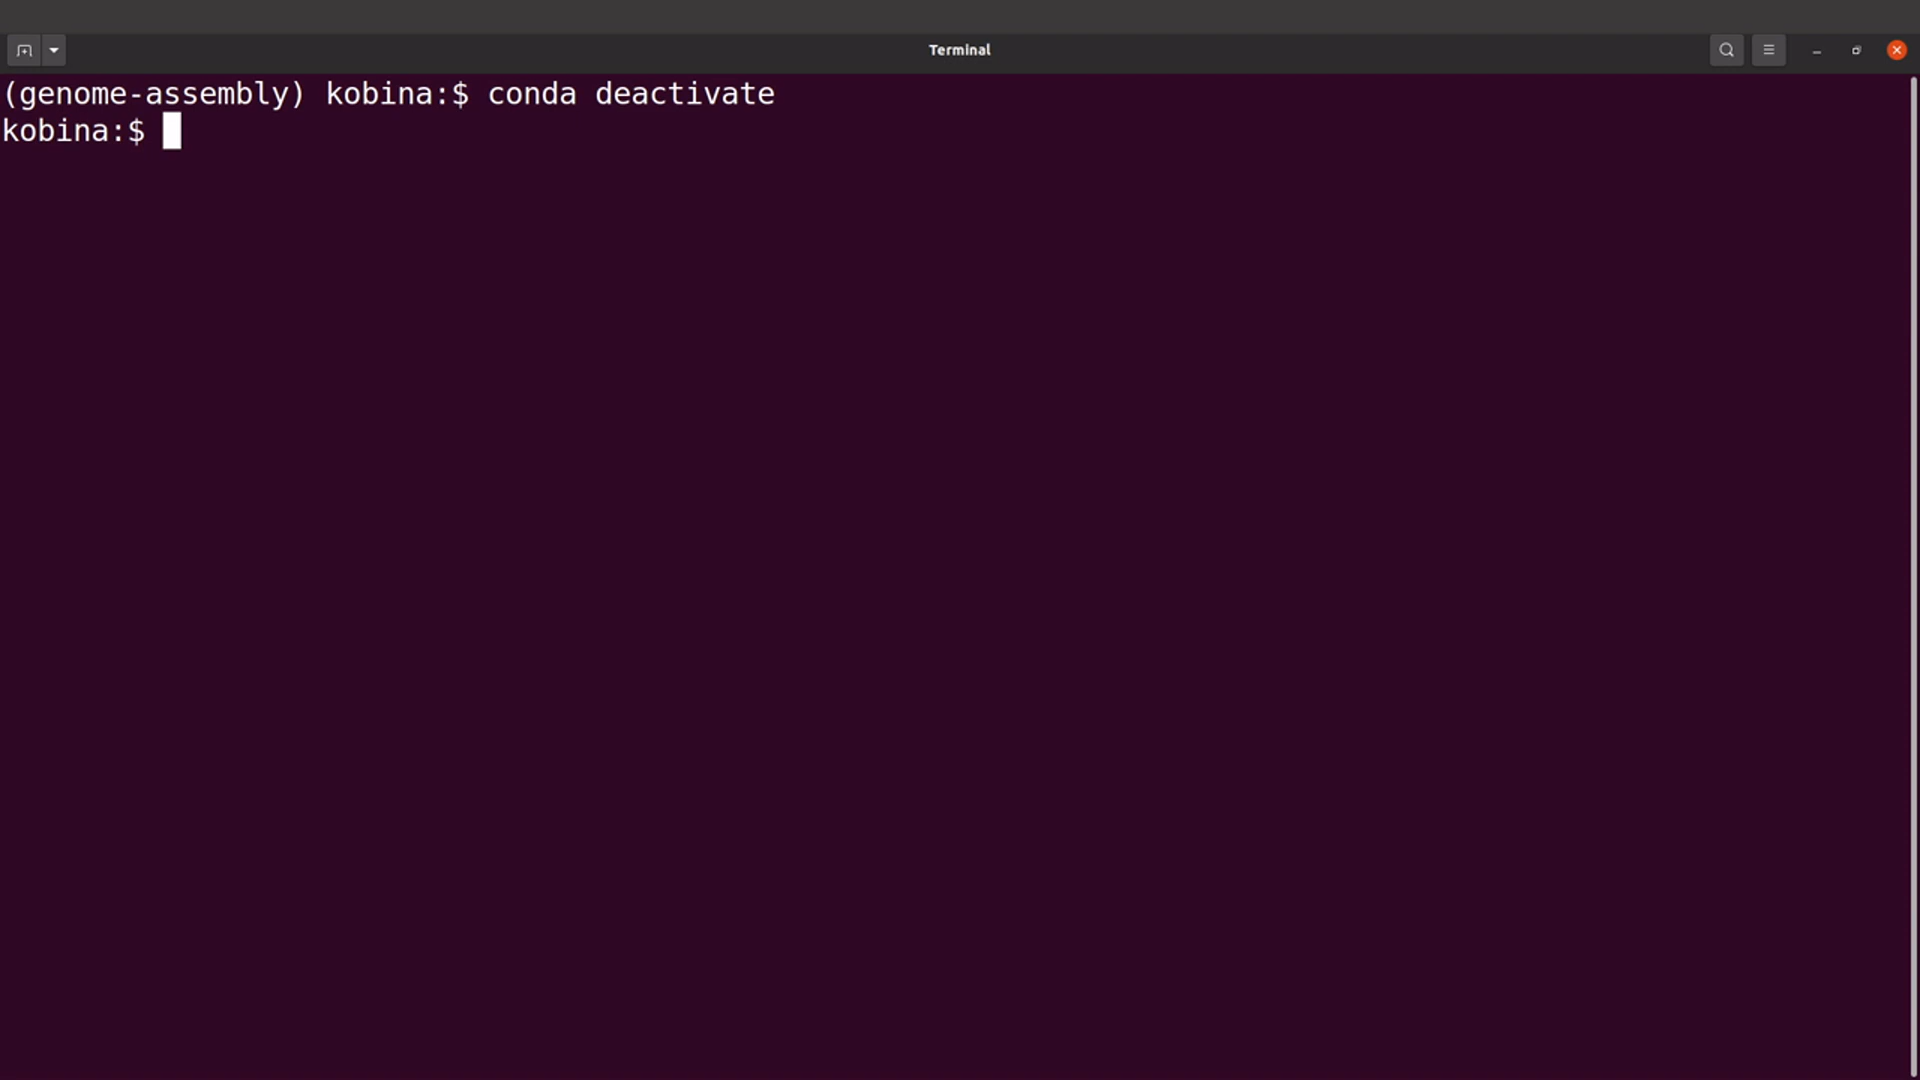 Terminal
(genome-assembly) kobina:$ conda deactivate
kobina:$